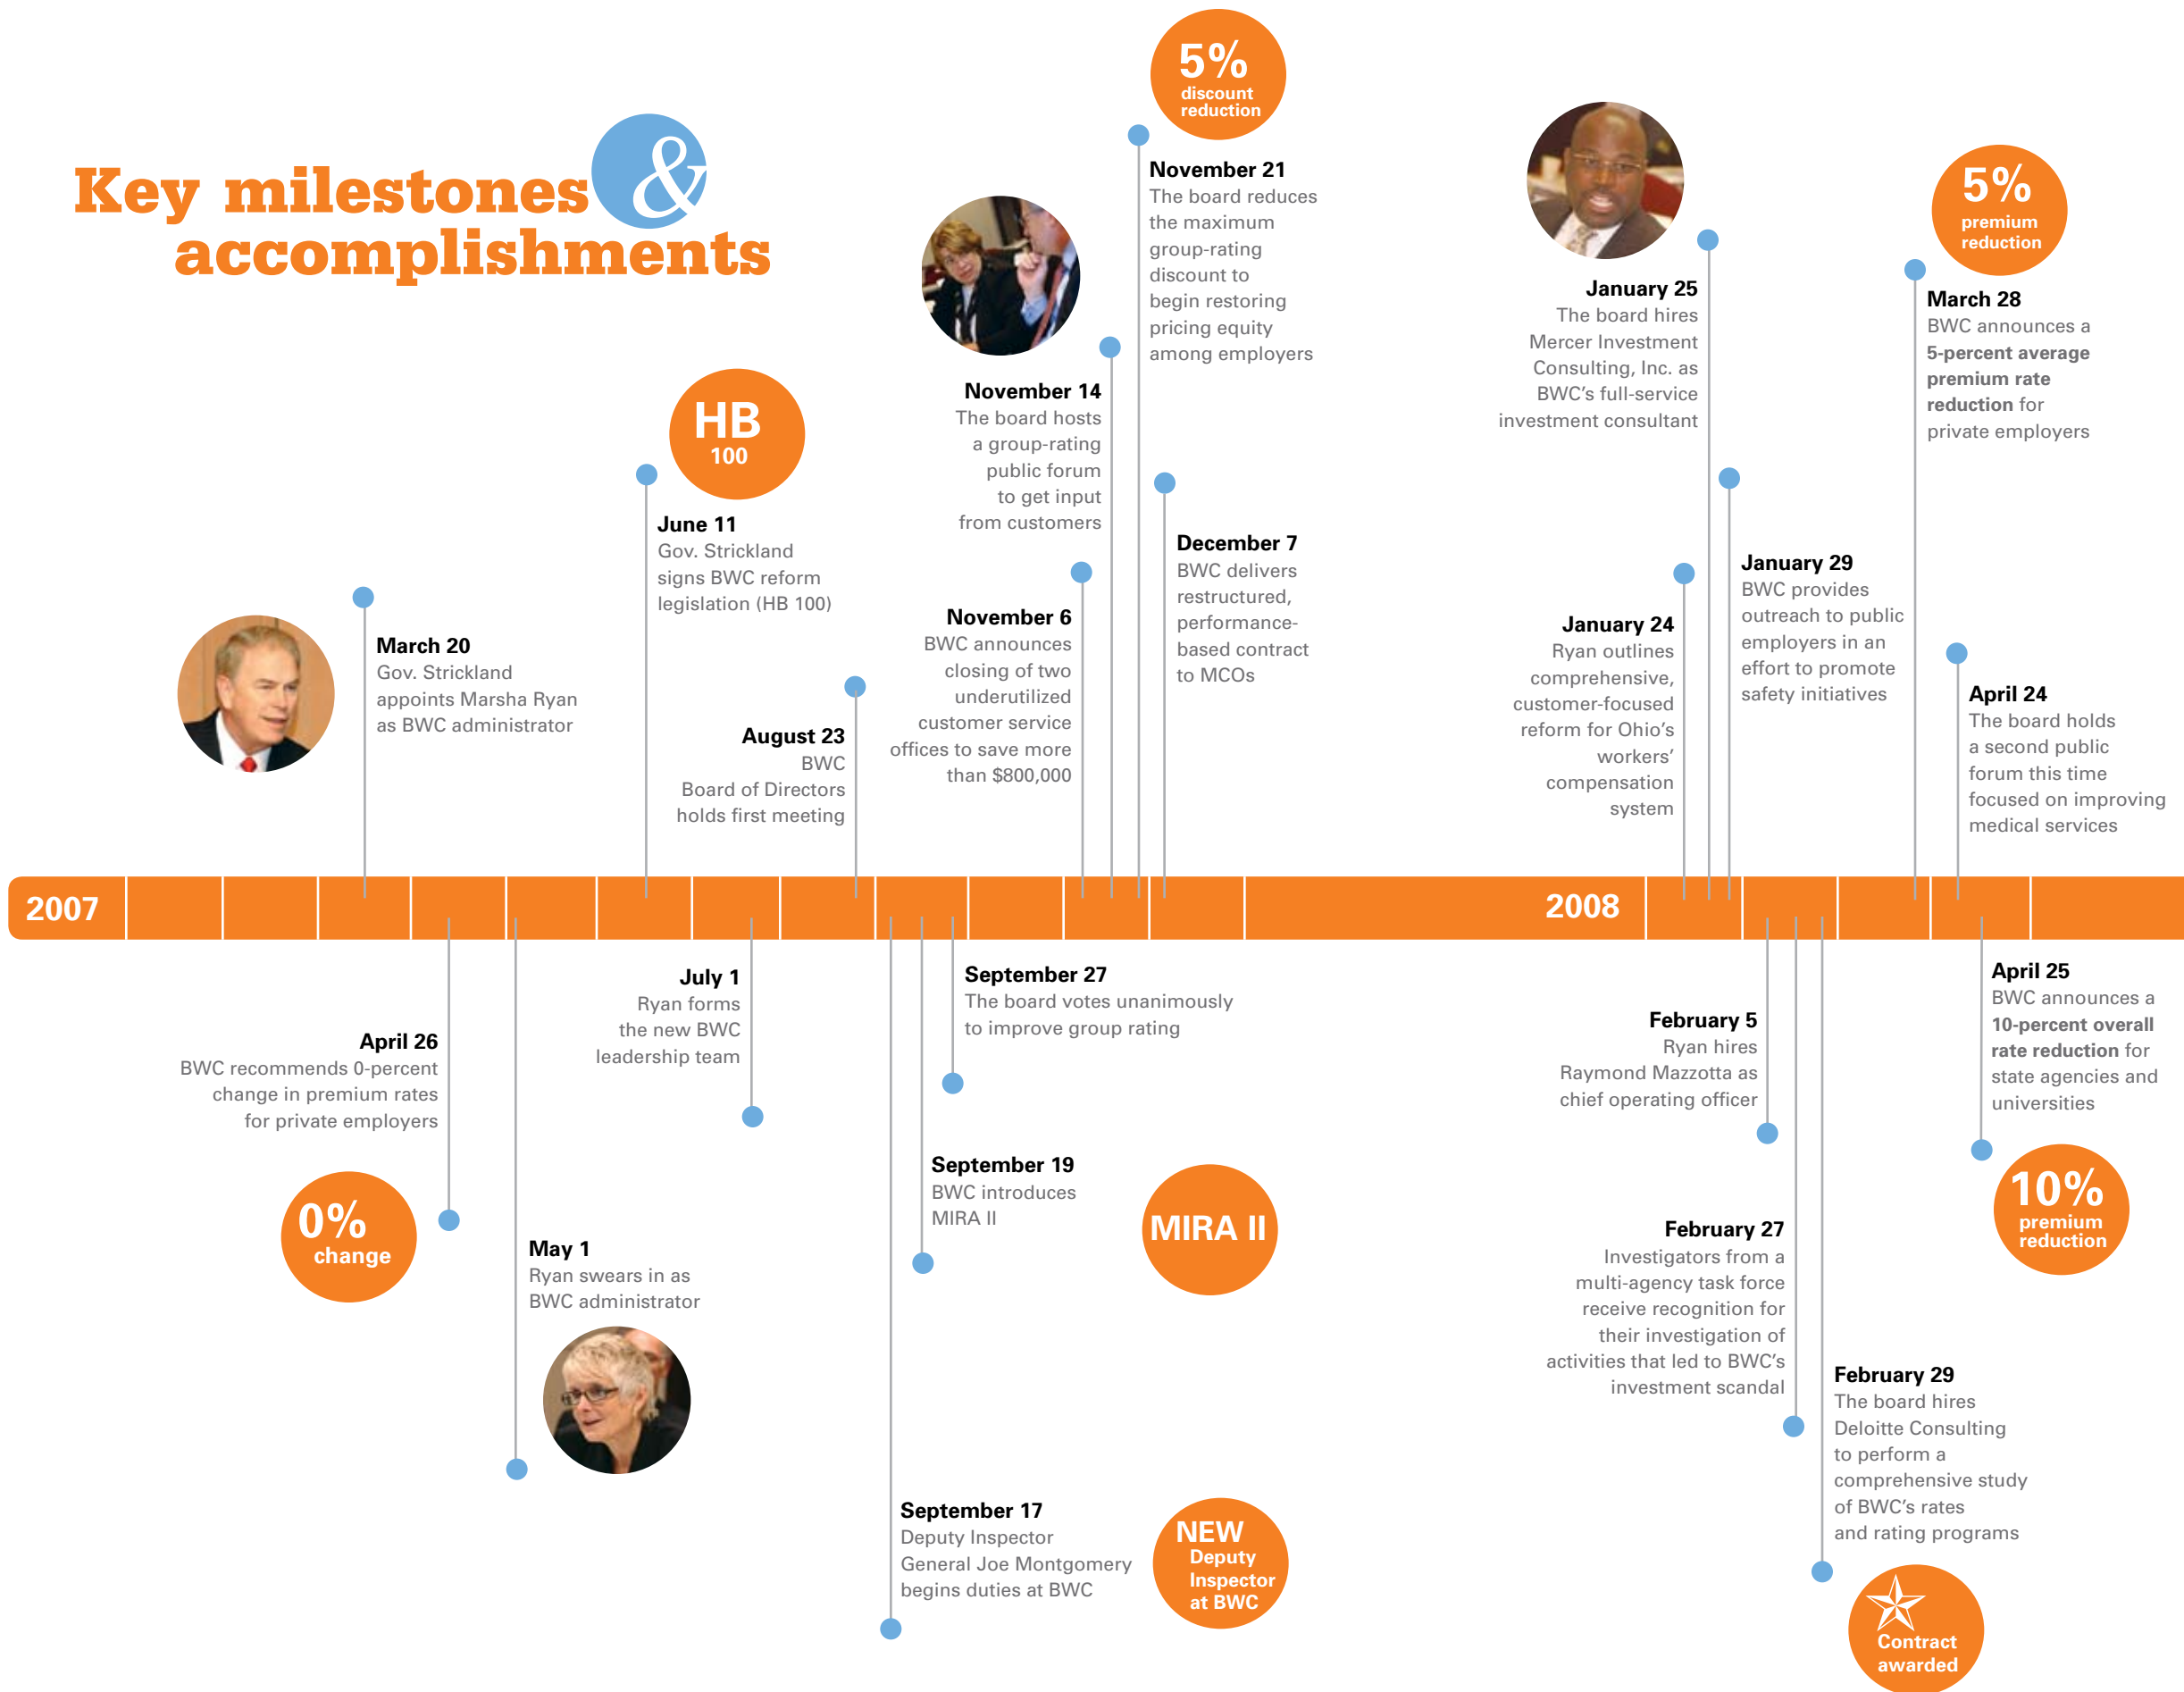 Key milestones &
accomplishments
5%
discount
reduction
November 21
The board reduces
the maximum
group-rating
discount to
begin restoring
pricing equity
among employers
5%
premium
reduction
January 25
The board hires
Mercer Investment
Consulting, Inc. as
BWC's full-service
investment consultant
March 28
BWC announces a
5-percent average
premium rate
reduction for
private employers
HB
100
November 14
The board hosts
a group-rating
public forum
to get input
from customers
June 11
Gov. Strickland
signs BWC reform
legislation (HB 100)
December 7
BWC delivers
restructured,
performance-
based contract
to MCOs
January 29
BWC provides
outreach to public
employers in an
effort to promote
safety initiatives
March 20
Gov. Strickland
appoints Marsha Ryan
as BWC administrator
November 6
BWC announces
closing of two
underutilized
customer service
offices to save more
than $800,000
January 24
Ryan outlines
comprehensive,
customer-focused
reform for Ohio's
workers'
compensation
system
August 23
BWC
Board of Directors
holds first meeting
April 24
The board holds
a second public
forum this time
focused on improving
medical services
2007
2008
July 1
Ryan forms
the new BWC
leadership team
September 27
The board votes unanimously
to improve group rating
April 26
BWC recommends 0-percent
change in premium rates
for private employers
February 5
Ryan hires
Raymond Mazzotta as
chief operating officer
April 25
BWC announces a
10-percent overall
rate reduction for
state agencies and
universities
0%
change
September 19
BWC introduces
MIRA II
MIRA II
10%
premium
reduction
May 1
Ryan swears in as
BWC administrator
February 27
Investigators from a
multi-agency task force
receive recognition for
their investigation of
activities that led to BWC's
investment scandal
February 29
The board hires
Deloitte Consulting
to perform a
comprehensive study
of BWC's rates
and rating programs
September 17
Deputy Inspector
General Joe Montgomery
begins duties at BWC
NEW
Deputy
Inspector
at BWC
Contract
awarded